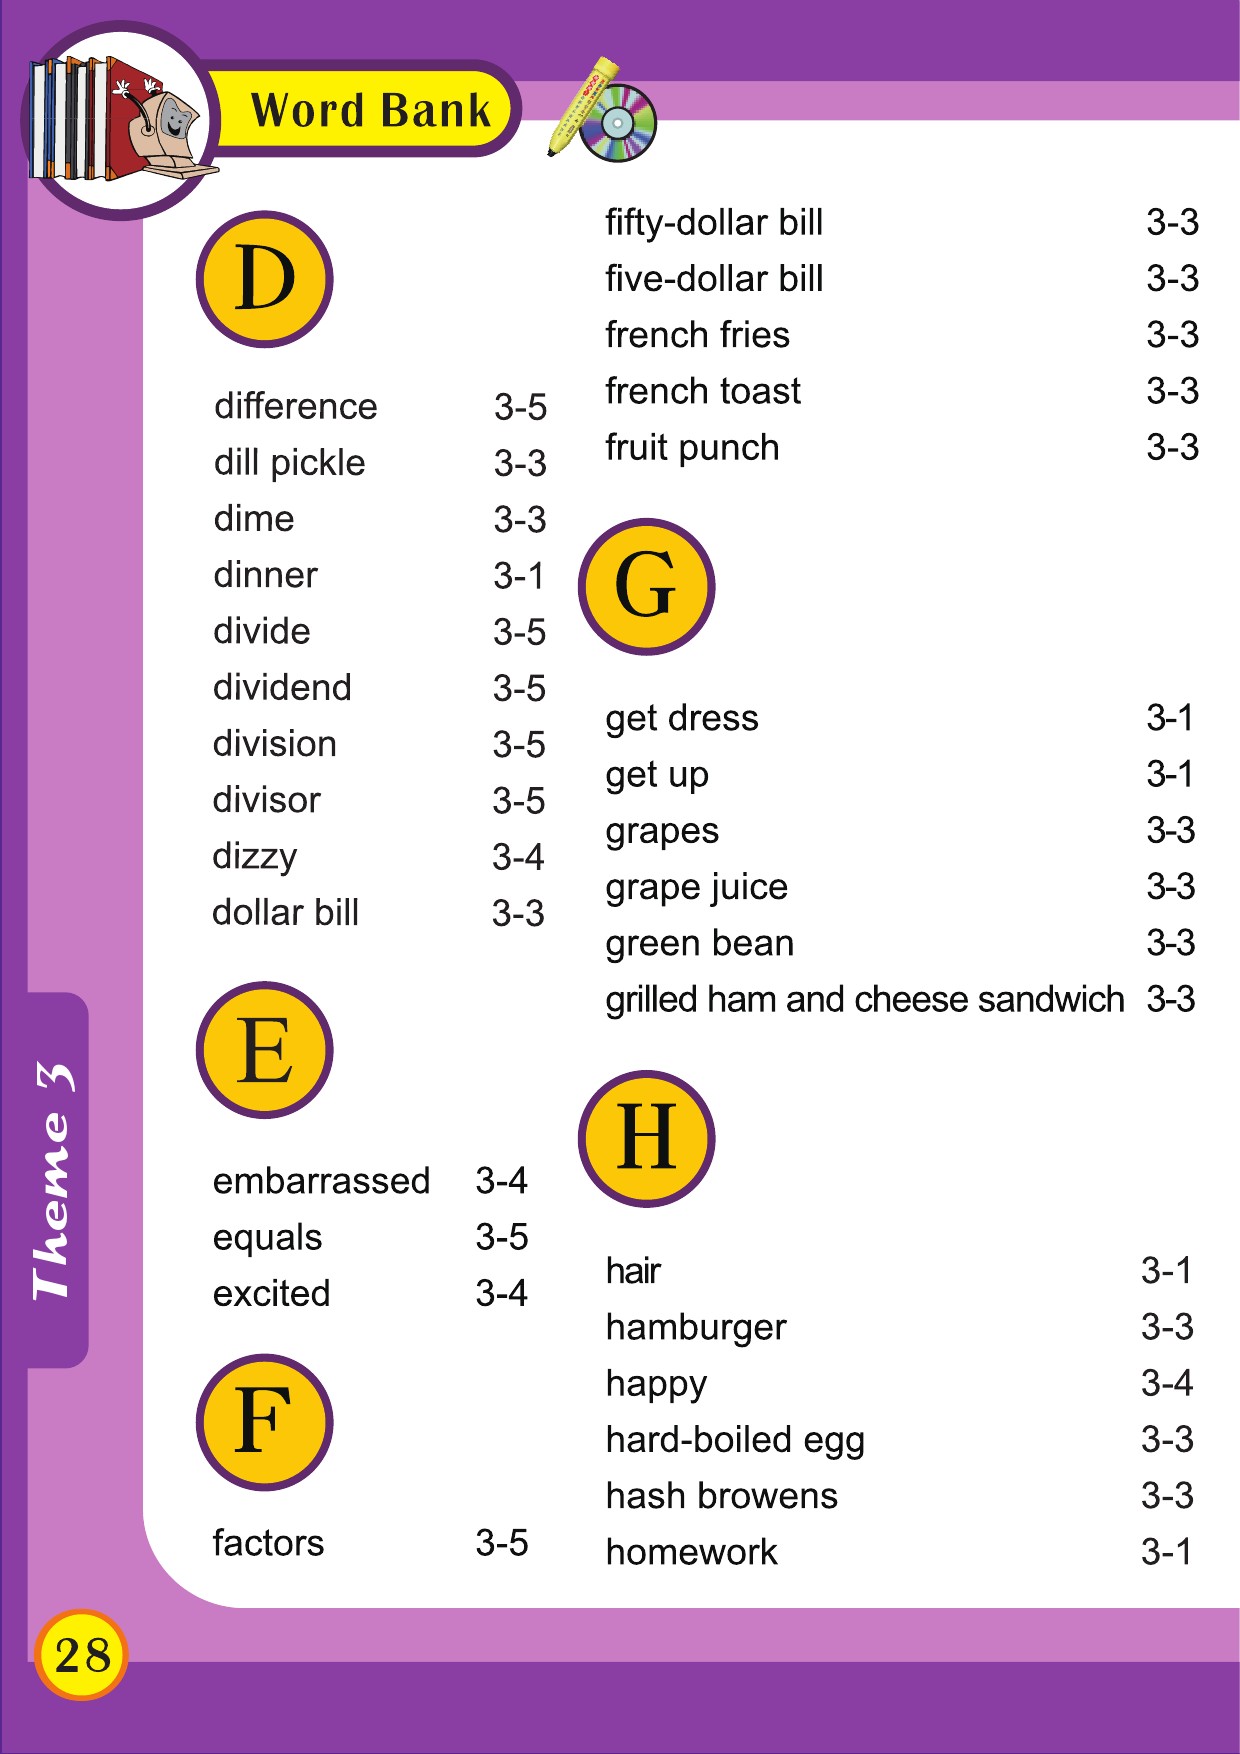 Word Bank
D
difference 3-5
dill pickle 3-3
dime 3-3
dinner 3-1
divide 3-5
dividend 3-5
division 3-5
divisor 3-5
dizzy 3-4
dollar bill 3-3
E
embarrassed 3-4
equals 3-5
excited 3-4
F
factors 3-5
fifty-dollar bill 3-3
five-dollar bill 3-3
french fries 3-3
french toast 3-3
fruit punch 3-3
G
get dress 3-1
get up 3-1
grapes 3-3
grape juice 3-3
green bean 3-3
grilled ham and cheese sandwich 3-3
H
hair 3-1
hamburger 3-3
happy 3-4
hard-boiled egg 3-3
hash browens 3-3
homework 3-1
Theme 3
28